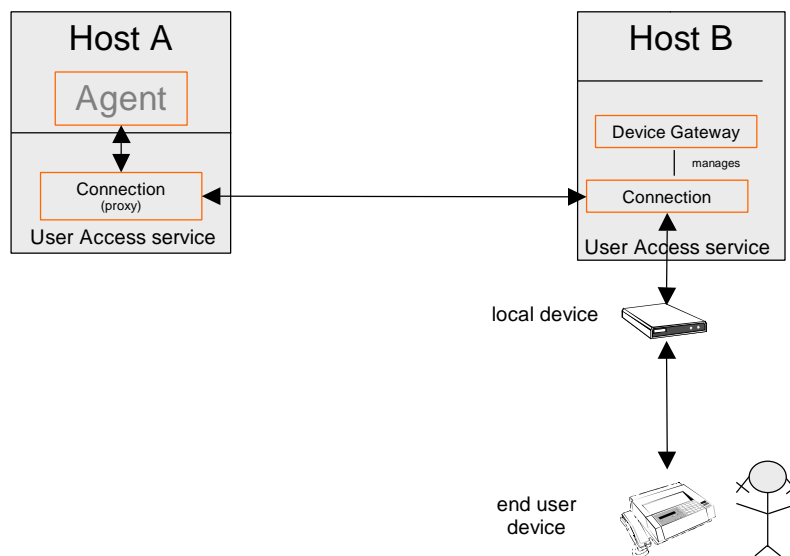 Host A
Agent
Connection
(proxy)
User Access service
Host B
Device Gateway
manages
Connection
User Access service
local device
end user
device